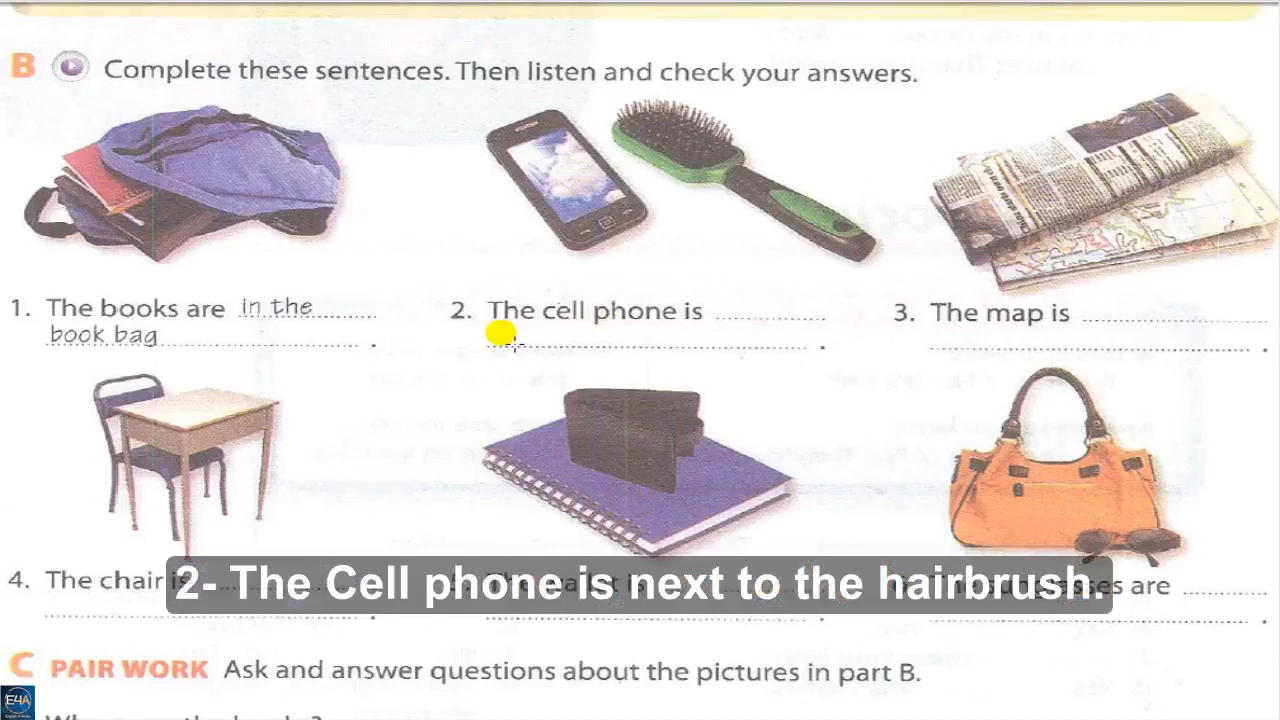 B Complete these sentences. Then listen and check your answers.
1. The books are in the
book bag.
2. The cell phone is
3. The map is
4. The chair is
2- The Cell phone is next to the hairbrush.
are
C PAIR WORK Ask and answer questions about the pictures in part B.
E4A